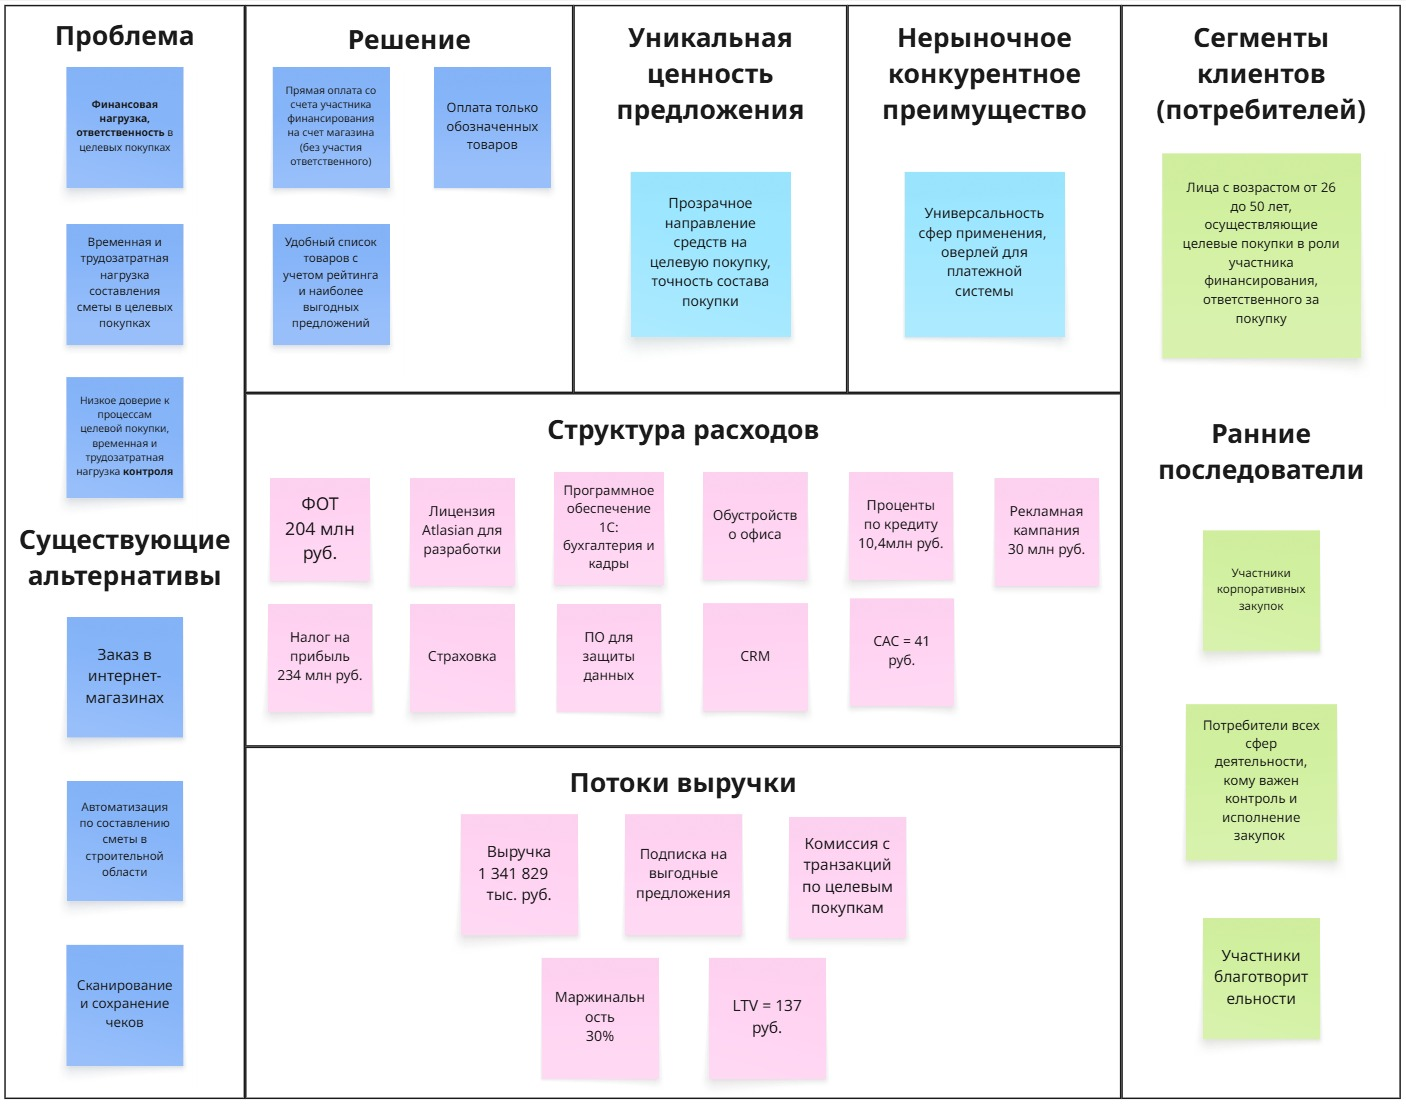 Проблема
Финансовая
нагрузка,
ответственность в
целевых покупках
Временная и
трудозатратная
нагрузка
составления
сметы в целевых
покупках
Низкое доверие к
процессам
целевой покупки,
временная и
трудозатратная
нагрузка контроля
Существующие
альтернативы
Заказ в
интернет-
магазинах
Автоматизация
по составлению
сметы в
строительной
области
Сканирование
и сохранение
чеков
Решение
Прямая оплата со
счета участника
финансирования
на счет магазина
(без участия
ответственного)
Оплата только
обозначенных
товаров
Удобный список
товаров с
учетом рейтинга
и наиболее
выгодных
предложений
Уникальная
ценность
предложения
Прозрачное
направление
средств на
целевую покупку,
точность состава
покупки
Нерыночное
конкурентное
преимущество
Универсальность
сфер применения,
оверлей для
платежной
системы
Структура расходов
ФОТ
204 млн
руб.
Лицензия
Atlasian для
разработки
Программное
обеспечение
1С:
бухгалтерия и
кадры
Обустройств
о офиса
Проценты
по кредиту
10,4млн руб.
Рекламная
кампания
30 млн руб.
Налог на
прибыль
234 млн руб.
Страховка
ПО для
защиты
данных
CRM
CAC = 41
руб.
Потоки выручки
Выручка
1 341 829
тыс. руб.
Подписка на
выгодные
предложения
Комиссия с
транзакций
по целевым
покупкам
Маржинальн
ость
30%
LTV = 137
руб.
Сегменты
клиентов
(потребителей)
Лица с возрастом от 26
до 50 лет,
осуществляющие
целевые покупки в роли
участника
финансирования,
ответственного за
покупку
Ранние
последователи
Участники
корпоративных
закупок
Потребители всех
сфер
деятельности,
кому важен
контроль и
исполнение
закупок
Участники
благотворит
ельности